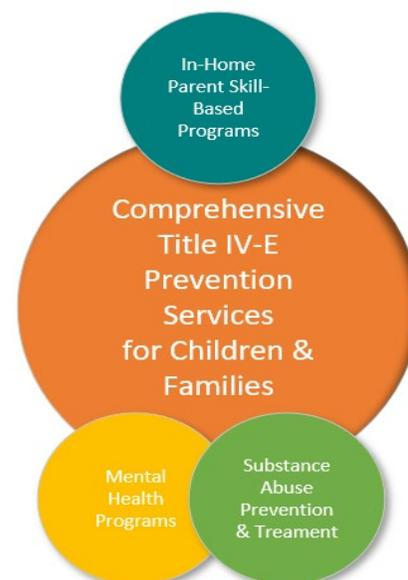 In-Home
Parent Skill-
Based
Programs
Comprehensive
Title IV-E
Prevention
Services
for Children &
Families
Mental
Health
Programs
Substance
Abuse
Prevention
& Treament